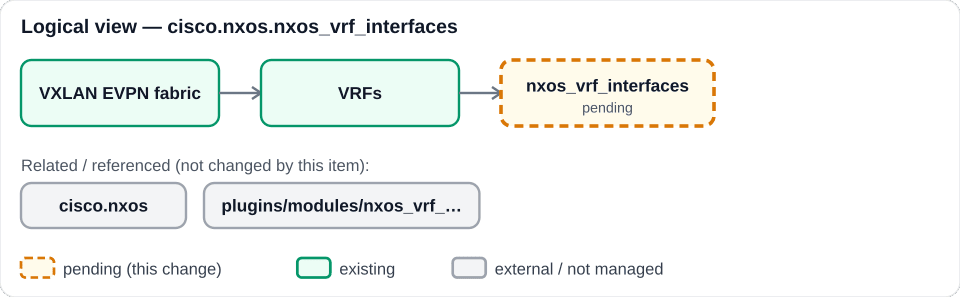 Logical view — cisco.nxos.nxos_vrf_interfaces
VXLAN EVPN fabric
VRFs
nxos_vrf_interfaces
pending
Related / referenced (not changed by this item):
cisco.nxos
plugins/modules/nxos_vrf_…
pending (this change)
existing
external / not managed